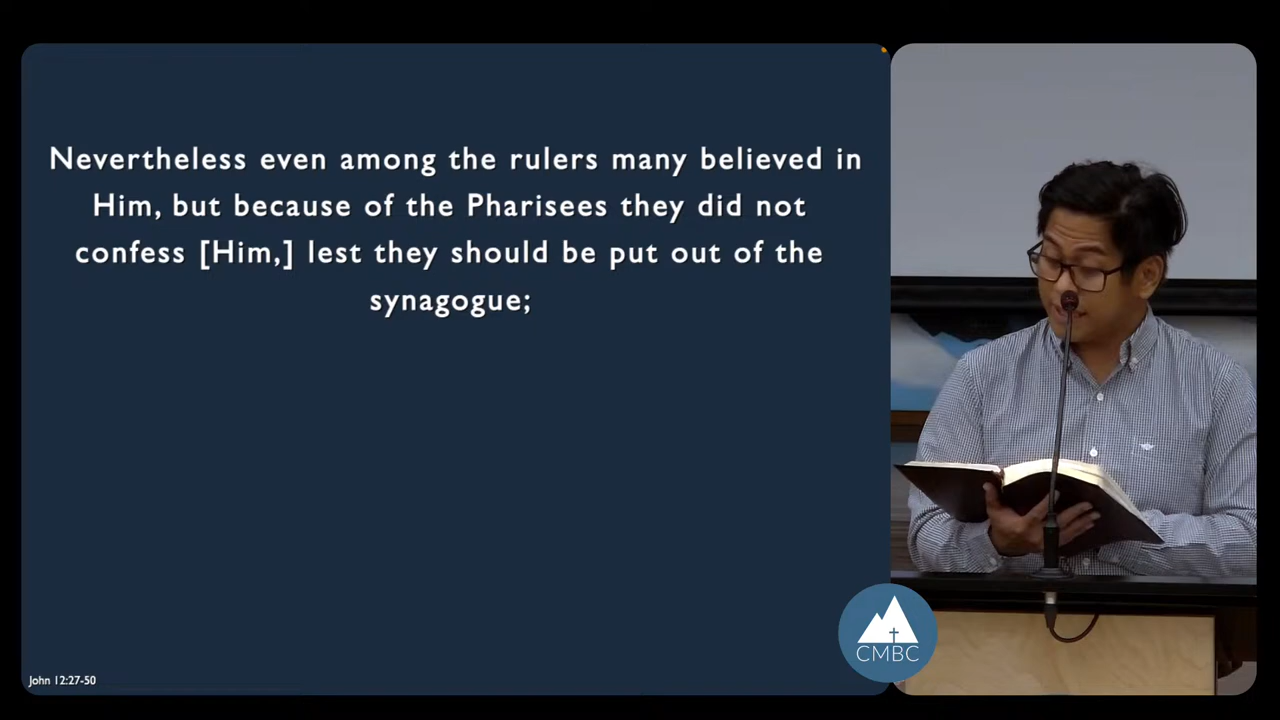 Nevertheless even among the rulers many believed in
Him, but because of the Pharisees they did not
confess [Him,] lest they should be put out of the
synagogue;
CMBC
John 12:27-50